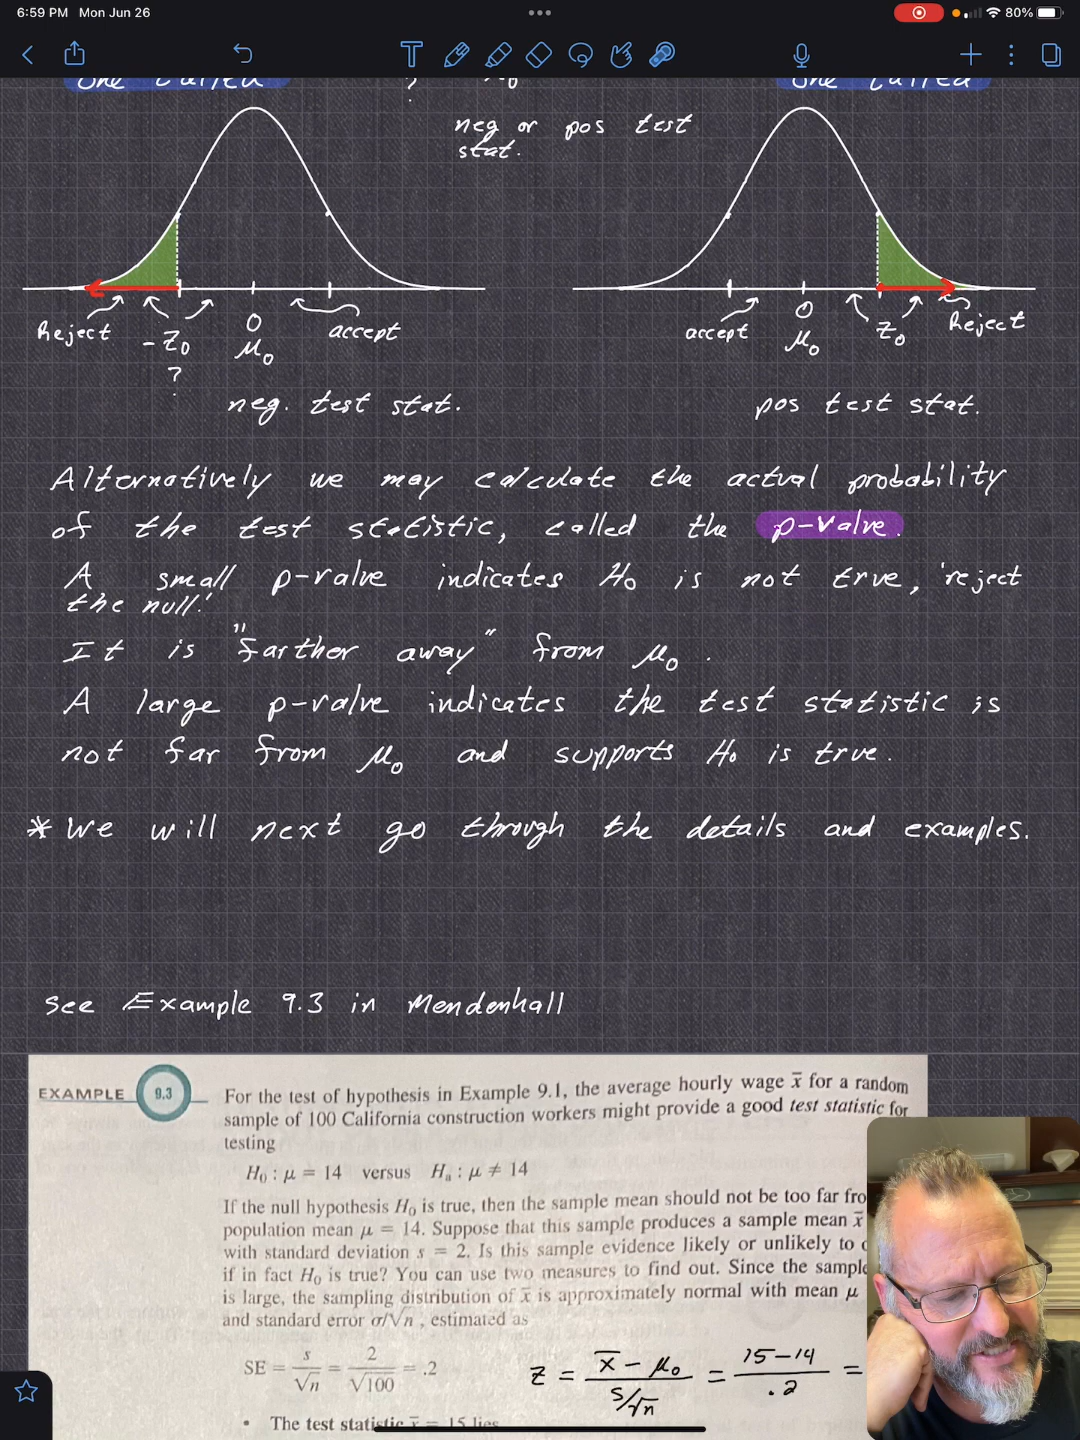 6:59 PM Mon Jun 26
80%
one tailed
?
one tailed
neg or pos test
stat.
Reject
-Z0
?
0
μ0
accept
accept
0
μ0
Z0
Reject
neg. test stat.
pos test stat.
Alternatively we may calculate the actual probability
of the test statistic, called the p-value.
A small p-value indicates H0 is not true, 'reject
the null.'
It is "farther away" from μ0.
A large p-value indicates the test statistic is
not far from μ0 and supports H0 is true.
* We will next go through the details and examples.
see Example 9.3 in Mendenhall
EXAMPLE 9.3
For the test of hypothesis in Example 9.1, the average hourly wage x̄ for a random
sample of 100 California construction workers might provide a good test statistic for
testing
H0 : μ = 14 versus Ha : μ ≠ 14
If the null hypothesis H0 is true, then the sample mean should not be too far fro
population mean μ = 14. Suppose that this sample produces a sample mean x̄
with standard deviation s = 2. Is this sample evidence likely or unlikely to
if in fact H0 is true? You can use two measures to find out. Since the sample
is large, the sampling distribution of x̄ is approximately normal with mean μ
and standard error σ/√n, estimated as
SE = s/√n = 2/√100 = .2
z = (x̄ - μ0)/(s/√n) = (15-14)/.2 =
• The test statistic x̄ = 15 lies